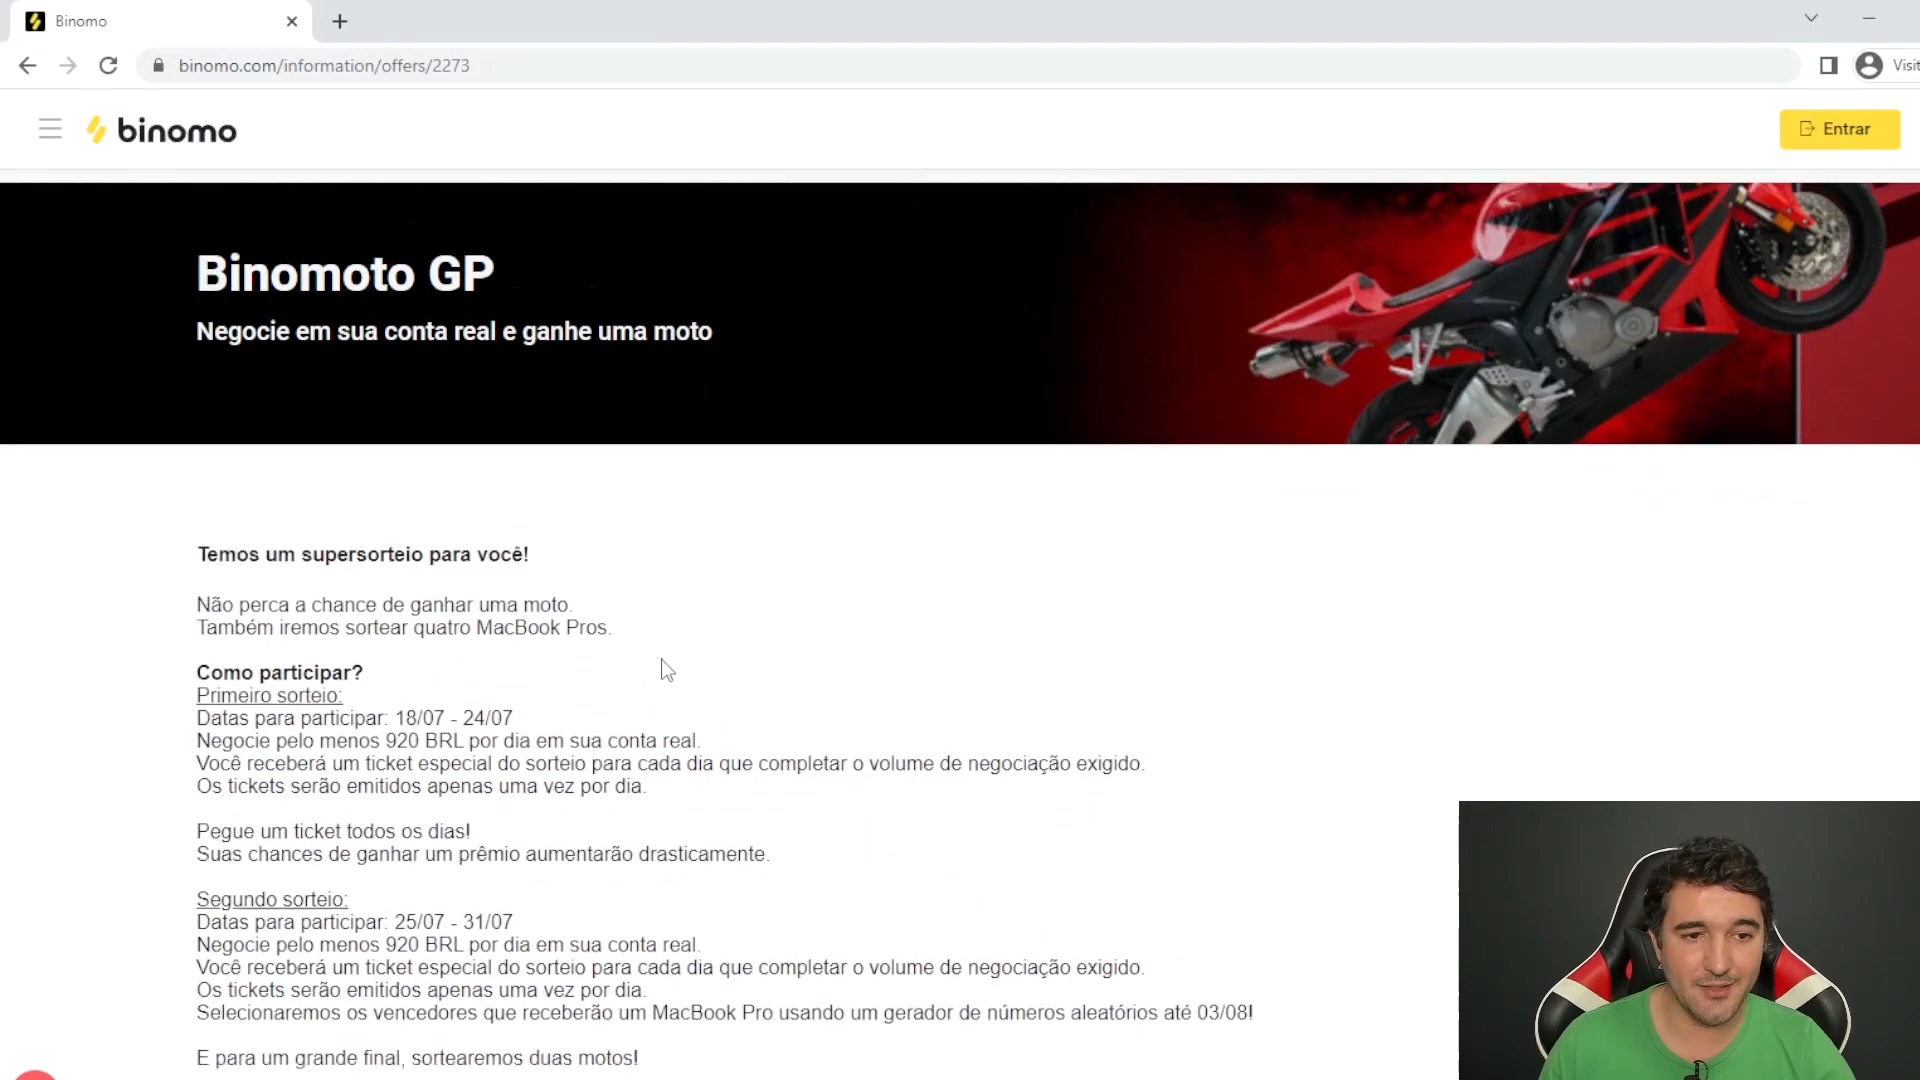 Binomo
binomo.com/information/offers/2273
Visit
binomo
Entrar
Binomoto GP
Negocie em sua conta real e ganhe uma moto
Temos um supersorteio para você!
Não perca a chance de ganhar uma moto.
Também iremos sortear quatro MacBook Pros.
Como participar?
Primeiro sorteio:
Datas para participar: 18/07 - 24/07
Negocie pelo menos 920 BRL por dia em sua conta real.
Você receberá um ticket especial do sorteio para cada dia que completar o volume de negociação exigido.
Os tickets serão emitidos apenas uma vez por dia.
Pegue um ticket todos os dias!
Suas chances de ganhar um prêmio aumentarão drasticamente.
Segundo sorteio:
Datas para participar: 25/07 - 31/07
Negocie pelo menos 920 BRL por dia em sua conta real.
Você receberá um ticket especial do sorteio para cada dia que completar o volume de negociação exigido.
Os tickets serão emitidos apenas uma vez por dia.
Selecionaremos os vencedores que receberão um MacBook Pro usando um gerador de números aleatórios até 03/08!
E para um grande final, sortearemos duas motos!